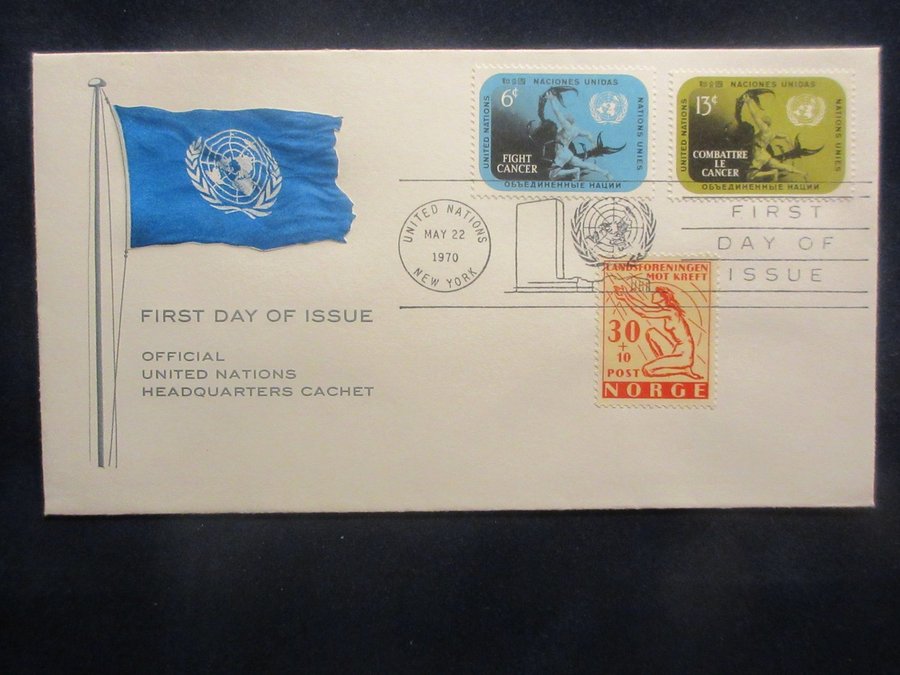 FIRST DAY OF ISSUE
OFFICIAL
UNITED NATIONS
HEADQUARTERS CACHET
UNITED NATIONS
MAY 22
1970
NEW YORK
NACIONES UNIDAS
UNITED NATIONS
6¢
NATIONS UNIES
FIGHT
CANCER
ОБЪЕДИНЕННЫЕ НАЦИИ
NACIONES UNIDAS
UNITED NATIONS
13¢
NATIONS UNIES
COMBATTRE
LE
CANCER
ОБЪЕДИНЕННЫЕ НАЦИИ
FIRST
DAY OF
ISSUE
LANDSFORENINGEN
MOT KREFT
30
+
10
POST
NORGE